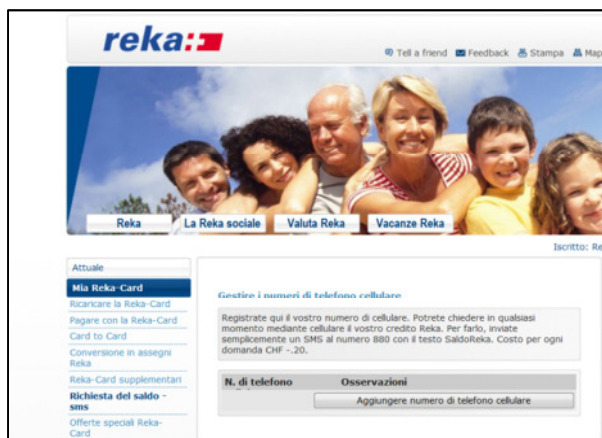 reka:
Tell a friend Feedback Stampa Map
Reka La Reka sociale Valuta Reka Vacanze Reka
Iscritto: Re
Attuale
Mia Reka-Card
Ricaricare la Reka-Card
Pagare con la Reka-Card
Card to Card
Conversione in assegni
Reka
Reka-Card supplementari
Richiesta del saldo -
sms
Offerte speciali Reka-
Card
Gestire i numeri di telefono cellulare
Registrate qui il vostro numero di cellulare. Potrete chiedere in qualsiasi
momento mediante cellulare il vostro credito Reka. Per farlo, inviate
semplicemente un SMS al numero 880 con il testo SaldoReka. Costo per ogni
domanda CHF -.20.
N. di telefono Osservazioni
Aggiungere numero di telefono cellulare